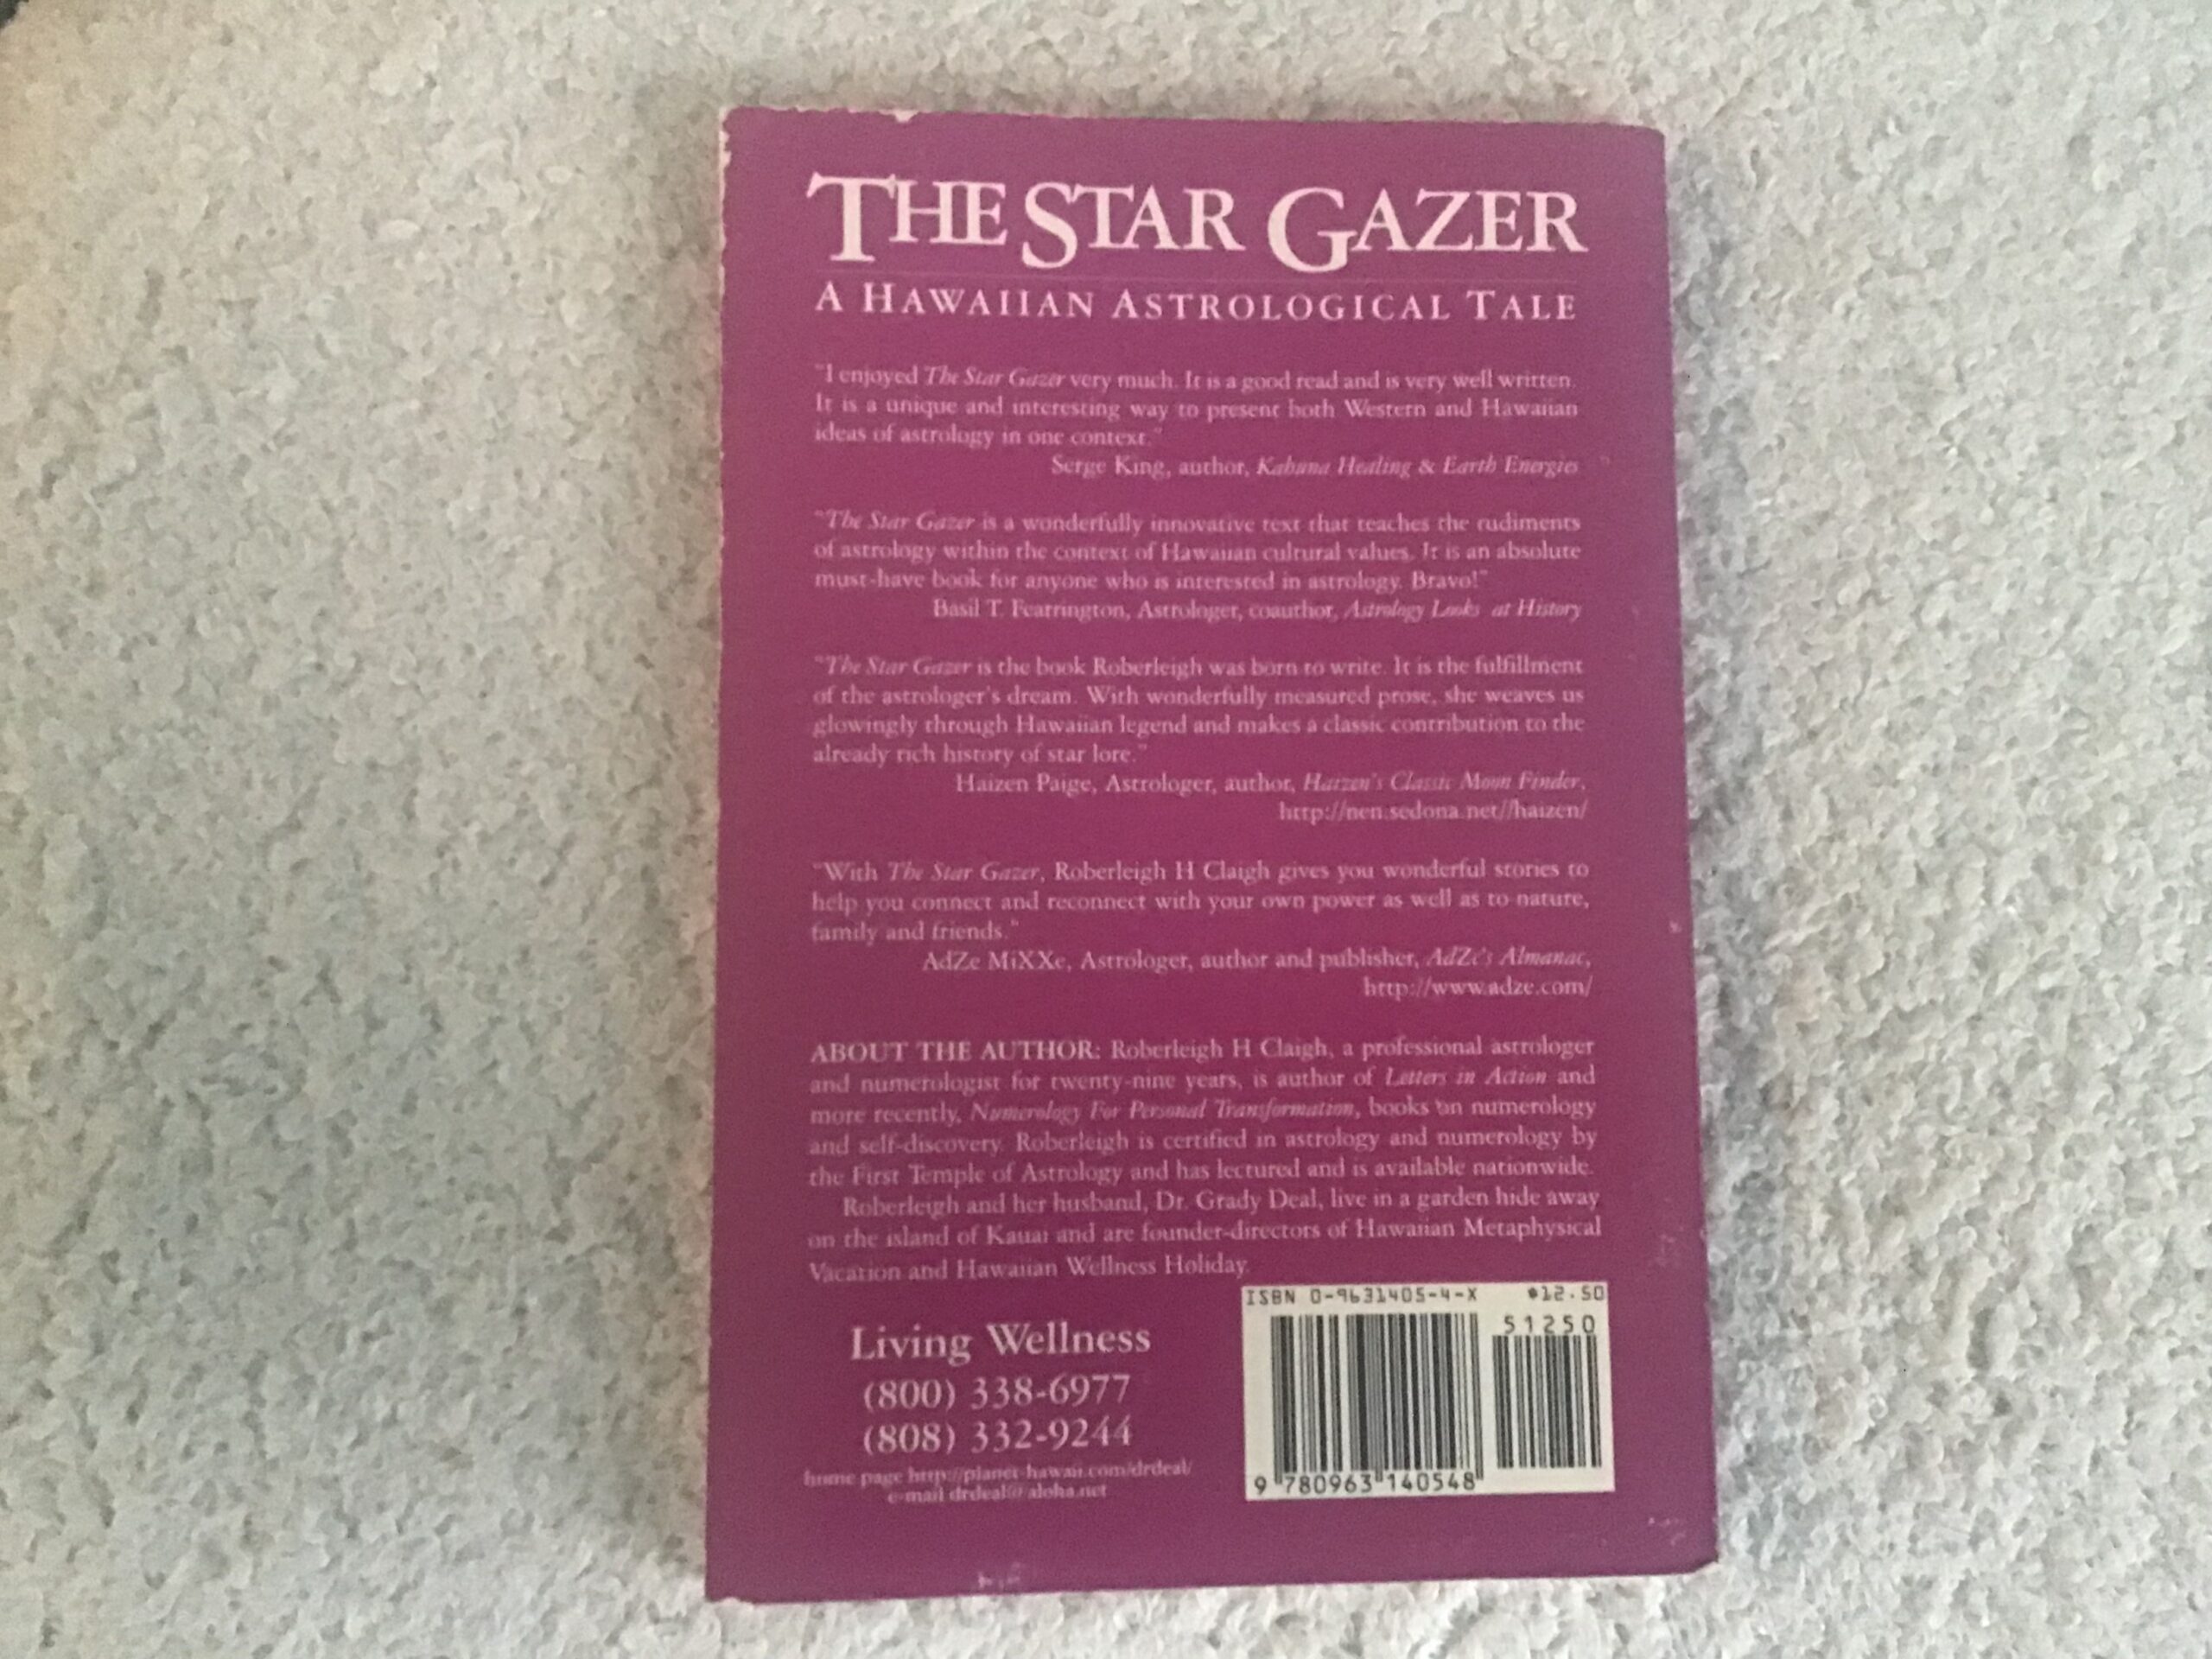 THE STAR GAZER
A HAWAIIAN ASTROLOGICAL TALE
"I enjoyed The Star Gazer very much. It is a good read and is very well written.
It is a unique and interesting way to present both Western and Hawaiian
ideas of astrology in one context."
Serge King, author, Kahuna Healing & Earth Energies
"The Star Gazer is a wonderfully innovative text that teaches the rudiments
of astrology within the context of Hawaiian cultural values. It is an absolute
must-have book for anyone who is interested in astrology. Bravo!"
Basil T. Fearrington, Astrologer, coauthor, Astrology Looks at History
"The Star Gazer is the book Roberleigh was born to write. It is the fulfillment
of the astrologer's dream. With wonderfully measured prose, she weaves us
glowingly through Hawaiian legend and makes a classic contribution to the
already rich history of star lore."
Haizen Paige, Astrologer, author, Haizen's Classic Moon Finder,
http://nen.sedona.net//haizen/
"With The Star Gazer, Roberleigh H Claigh gives you wonderful stories to
help you connect and reconnect with your own power as well as to nature,
family and friends."
AdZe MiXXe, Astrologer, author and publisher, AdZe's Almanac,
http://www.adze.com/
ABOUT THE AUTHOR: Roberleigh H Claigh, a professional astrologer
and numerologist for twenty-nine years, is author of Letters in Action and
more recently, Numerology For Personal Transformation, books on numerology
and self-discovery. Roberleigh is certified in astrology and numerology by
the First Temple of Astrology and has lectured and is available nationwide.
Roberleigh and her husband, Dr. Grady Deal, live in a garden hide away
on the island of Kauai and are founder-directors of Hawaiian Metaphysical
Vacation and Hawaiian Wellness Holiday.
Living Wellness
(800) 338-6977
(808) 332-9244
home page http://planet-hawaii.com/drdeal/
e-mail drdeal@aloha.net
ISBN 0-9631405-4-X $12.50
51250
9 780963 140548